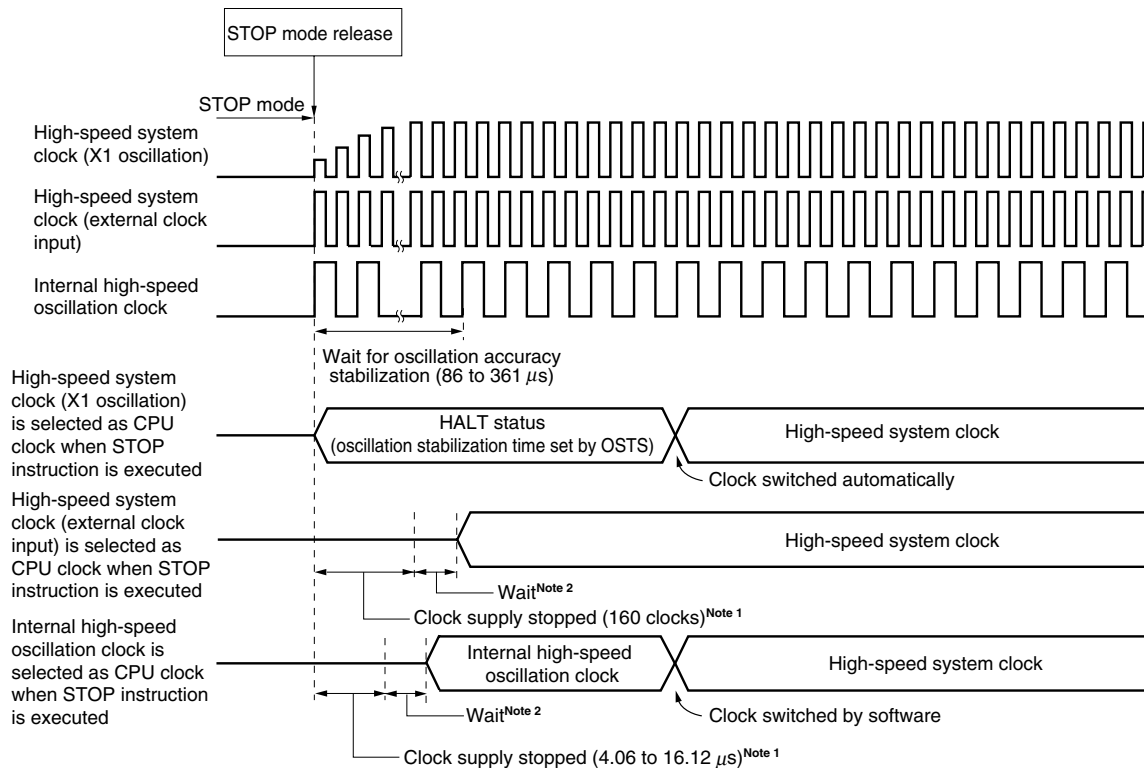 STOP mode release
STOP mode
High-speed system
clock (X1 oscillation)
High-speed system
clock (external clock
input)
Internal high-speed
oscillation clock
Wait for oscillation accuracy
stabilization (86 to 361 μs)
High-speed system
clock (X1 oscillation)
is selected as CPU
clock when STOP
instruction is executed
HALT status
(oscillation stabilization time set by OSTS)
High-speed system clock
Clock switched automatically
High-speed system
clock (external clock
input) is selected as
CPU clock when STOP
instruction is executed
High-speed system clock
Wait Note 2
Clock supply stopped (160 clocks) Note 1
Internal high-speed
oscillation clock is
selected as CPU clock
when STOP instruction
is executed
Internal high-speed
oscillation clock
High-speed system clock
Wait Note 2
Clock switched by software
Clock supply stopped (4.06 to 16.12 μs) Note 1